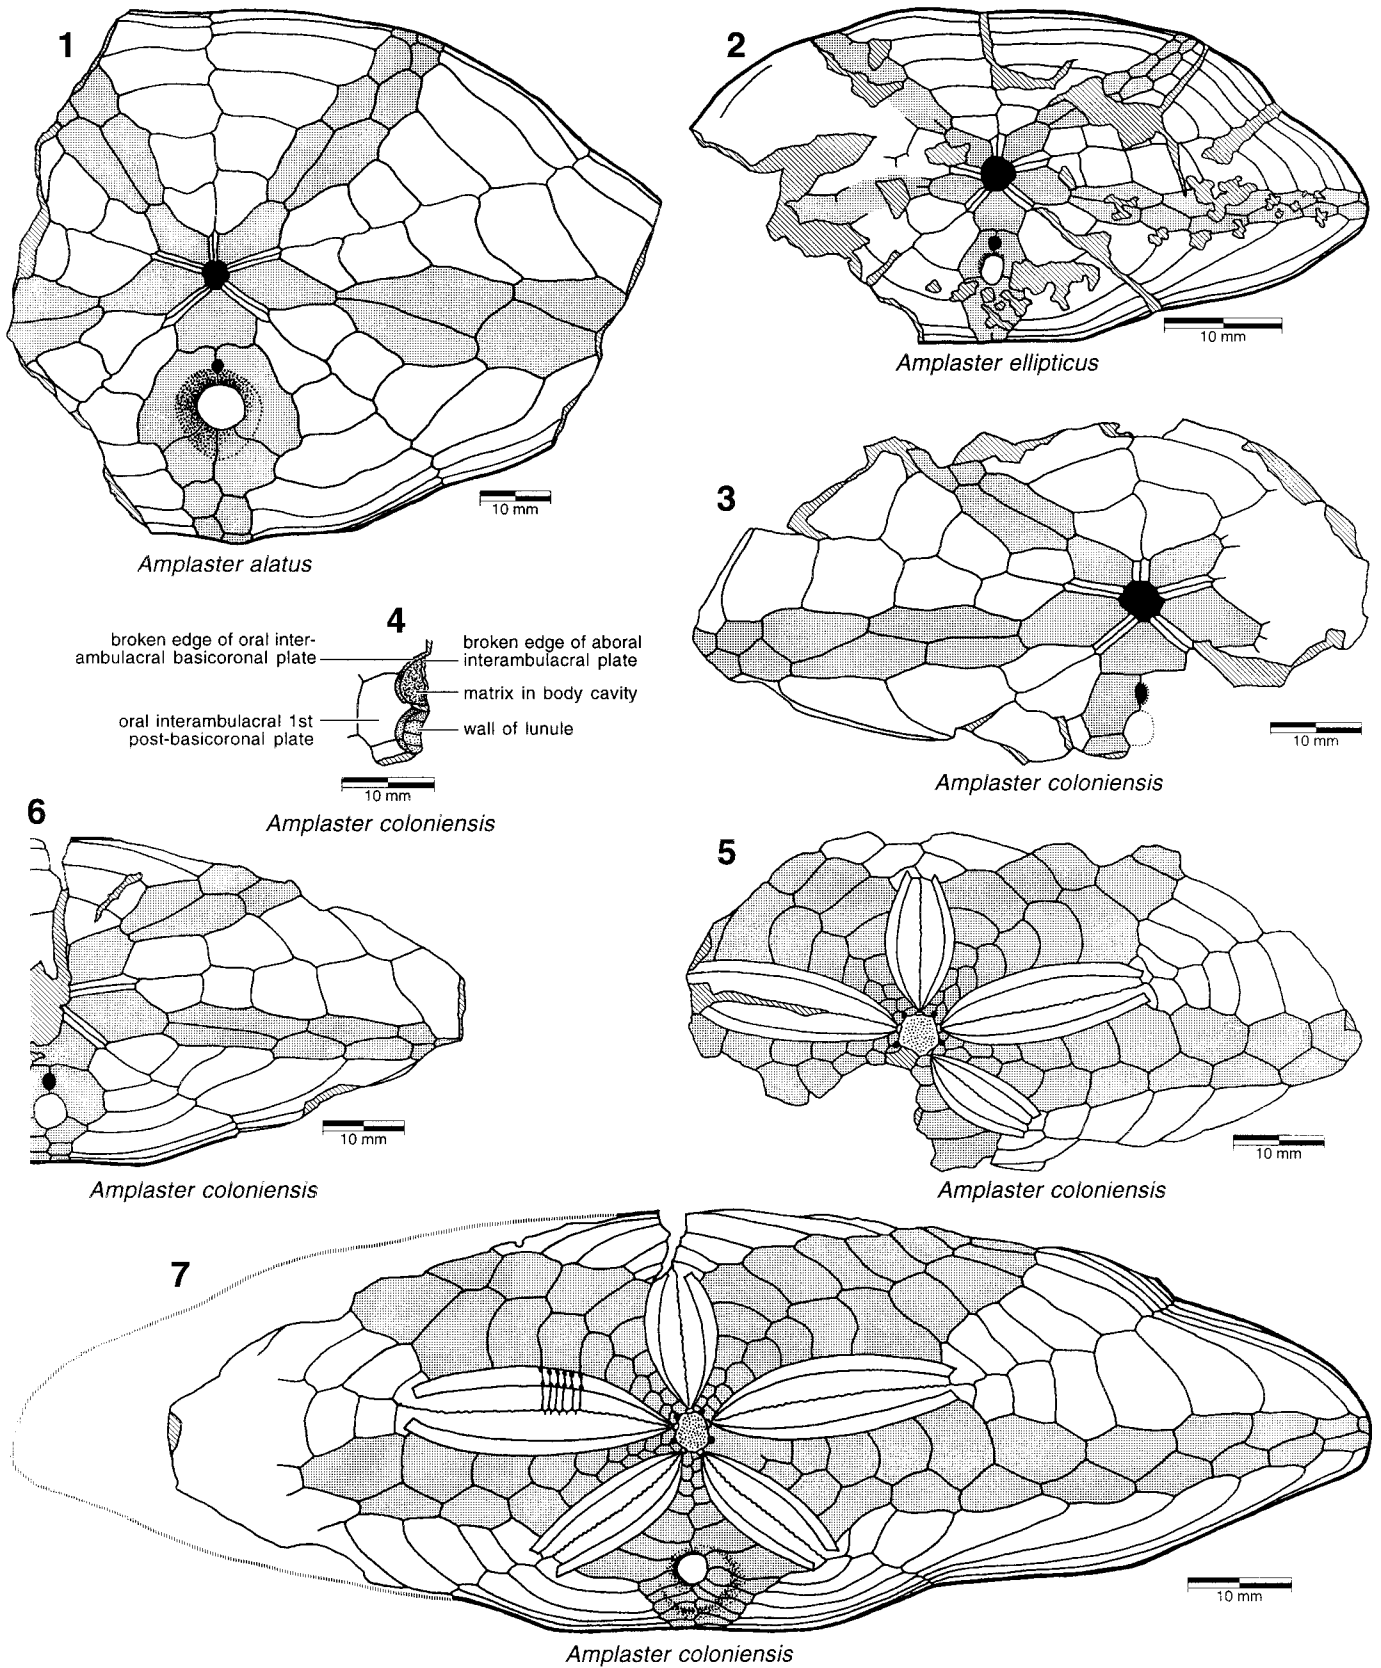 1
10 mm
Amplaster alatus
2
10 mm
Amplaster ellipticus
3
10 mm
Amplaster coloniensis
4
broken edge of oral inter-
ambulacral basicoronal plate
broken edge of aboral
interambulacral plate
matrix in body cavity
oral interambulacral 1st
post-basicoronal plate
wall of lunule
10 mm
Amplaster coloniensis
6
10 mm
Amplaster coloniensis
5
10 mm
Amplaster coloniensis
7
10 mm
Amplaster coloniensis